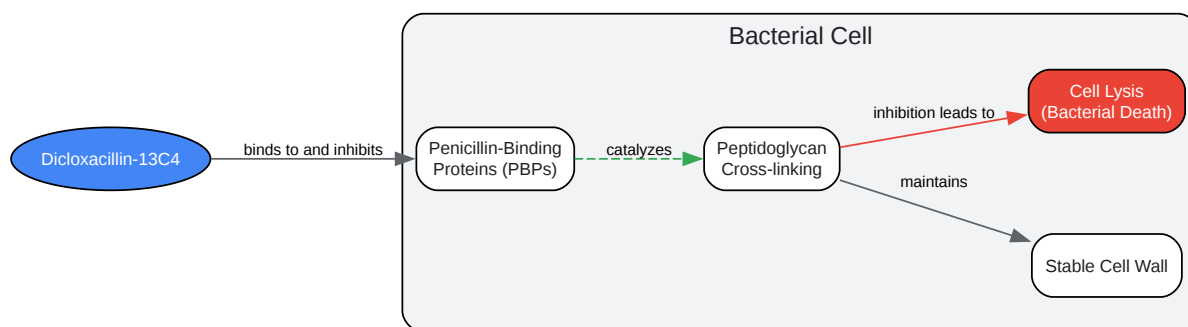 Bacterial Cell
Dicloxacillin-13C4
binds to and inhibits
Penicillin-Binding
Proteins (PBPs)
catalyzes
Peptidoglycan
Cross-linking
inhibition leads to
Cell Lysis
(Bacterial Death)
maintains
Stable Cell Wall